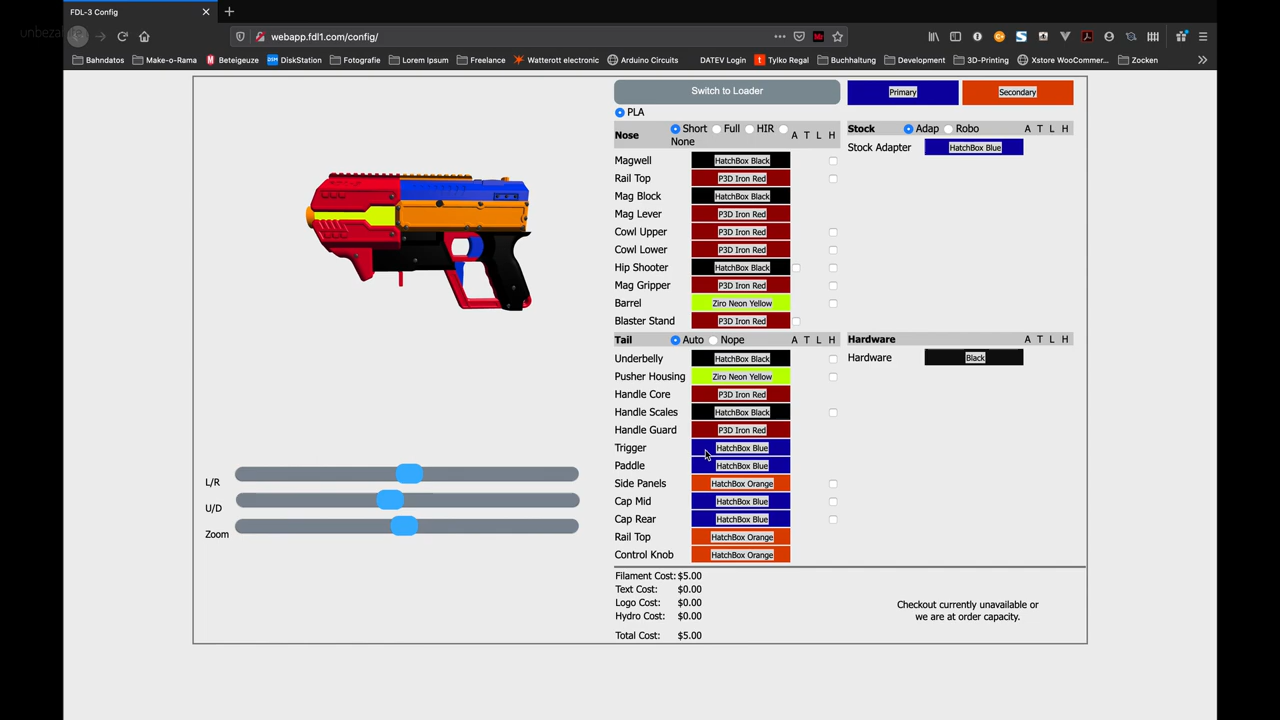 FDL-3 Config
webapp.fdl1.com/config/
Bahndatos Make-o-Rama Beteigeuze DSM DiskStation Fotografie Lorem Ipsum Freelance Watterott electronic Arduino Circuits DATEV Login Tylko Regal Buchhaltung Development 3D-Printing Xstore WooCommer... Zocken
Switch to Loader
Primary Secondary
PLA
Nose Short Full HIR None A T L H
Stock Adap Robo A T L H
Magwell HatchBox Black
Stock Adapter HatchBox Blue
Rail Top P3D Iron Red
Mag Block HatchBox Black
Mag Lever P3D Iron Red
Cowl Upper P3D Iron Red
Cowl Lower P3D Iron Red
Hip Shooter HatchBox Black
Mag Gripper P3D Iron Red
Barrel Ziro Neon Yellow
Blaster Stand P3D Iron Red
Tail Auto Nope A T L H
Hardware A T L H
Underbelly HatchBox Black
Hardware Black
Pusher Housing Ziro Neon Yellow
Handle Core P3D Iron Red
Handle Scales HatchBox Black
Handle Guard P3D Iron Red
Trigger HatchBox Blue
Paddle HatchBox Blue
Side Panels HatchBox Orange
Cap Mid HatchBox Blue
Cap Rear HatchBox Blue
Rail Top HatchBox Orange
Control Knob HatchBox Orange
L/R
U/D
Zoom
Filament Cost: $5.00
Text Cost: $0.00
Logo Cost: $0.00
Hydro Cost: $0.00
Total Cost: $5.00
Checkout currently unavailable or
we are at order capacity.